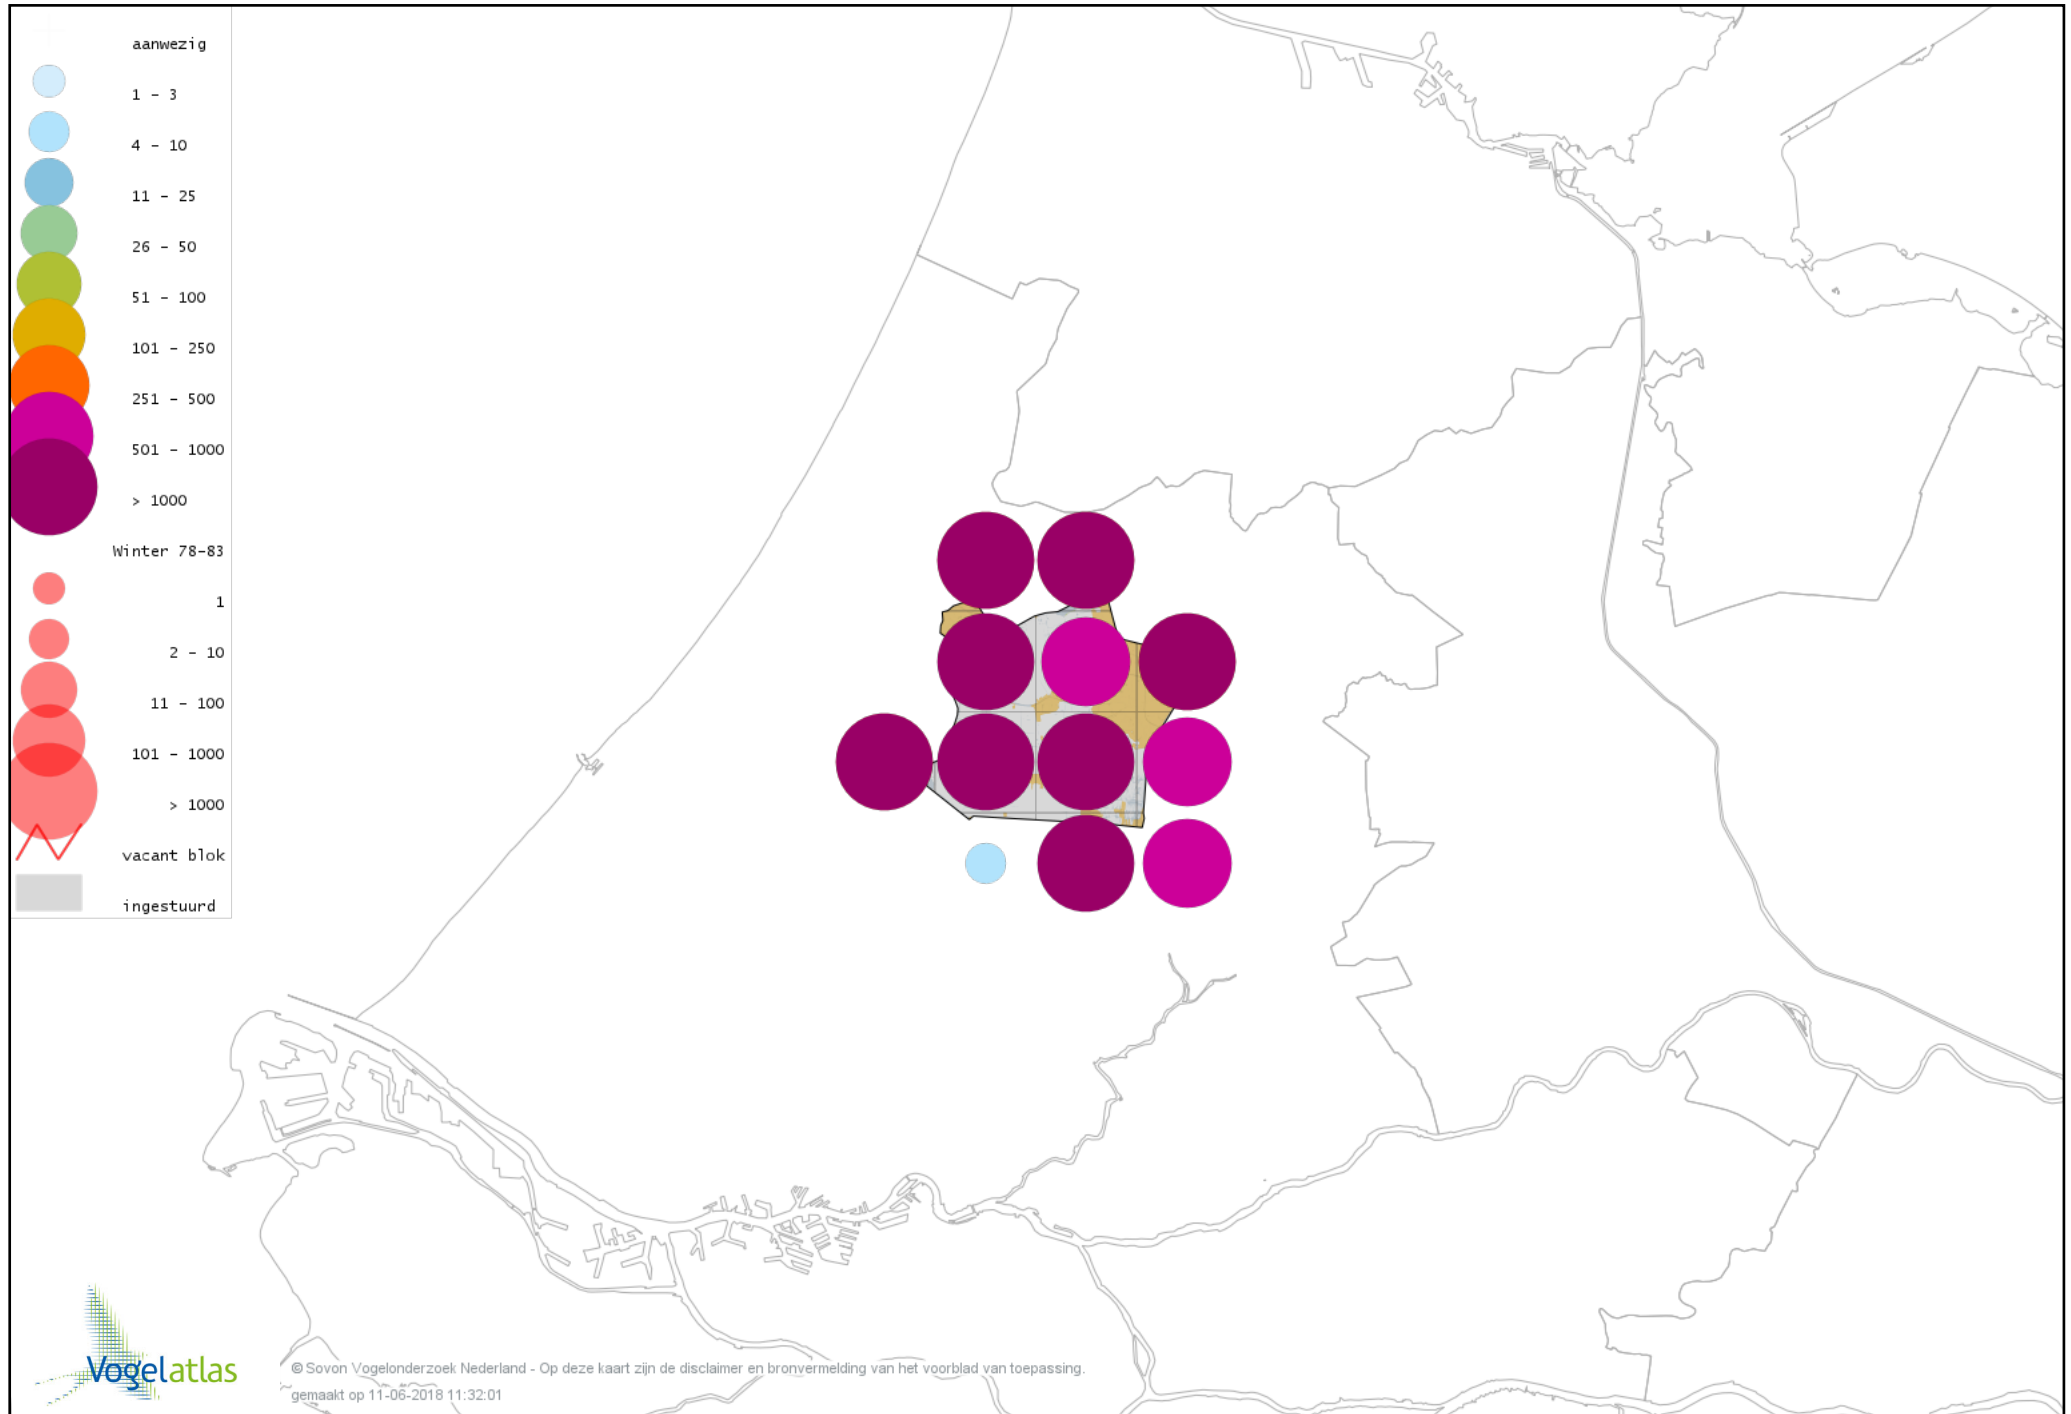 aanwezig
1 - 3
4 - 10
11 - 25
26 - 50
51 - 100
101 - 250
251 - 500
501 - 1000
> 1000
Winter 78-83
1
2 - 10
11 - 100
101 - 1000
> 1000
vacant blok
ingestuurd
Vogelatlas
© Sovon Vogelonderzoek Nederland - Op deze kaart zijn de disclaimer en bronvermelding van het voorblad van toepassing.
gemaakt op 11-06-2018 11:32:01